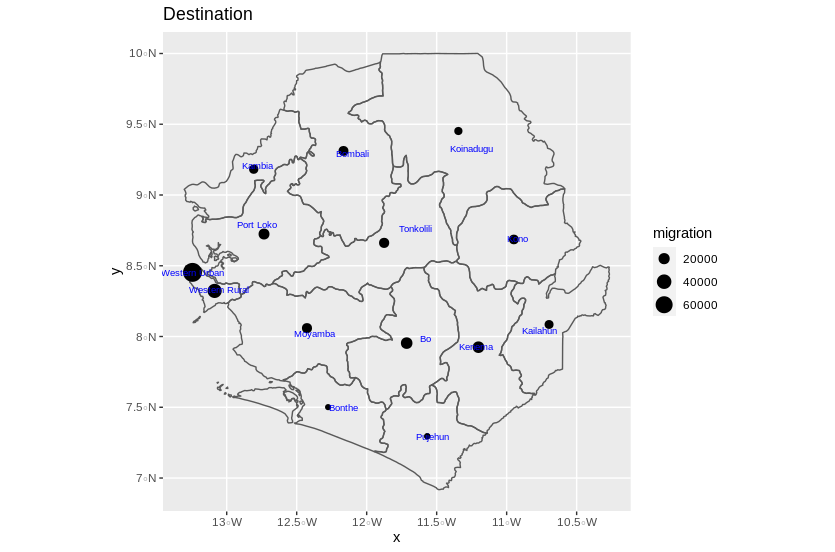 Destination
10°N
9.5°N
9°N
8.5°N
8°N
7.5°N
7°N
y
Koinadugu
Bombali
Kambia
Port Loko
Tonkolili
Kono
Western Urban
Western Rural
Kailahun
Moyamba
Bo
Kenema
Bonthe
Pujehun
13°W
12.5°W
12°W
11.5°W
11°W
10.5°W
x
migration
20000
40000
60000